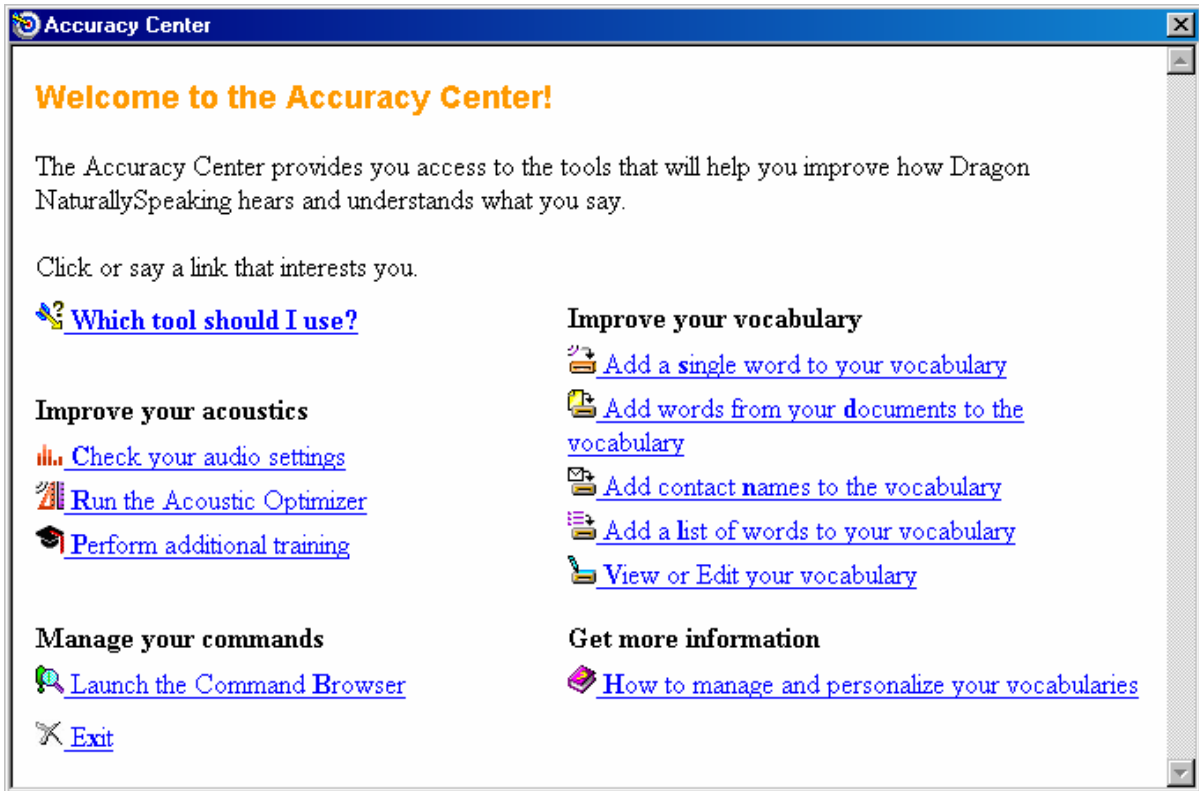 Accuracy Center
Welcome to the Accuracy Center!
The Accuracy Center provides you access to the tools that will help you improve how Dragon
NaturallySpeaking hears and understands what you say.
Click or say a link that interests you.
Which tool should I use?
Improve your acoustics
Check your audio settings
Run the Acoustic Optimizer
Perform additional training
Improve your vocabulary
Add a single word to your vocabulary
Add words from your documents to the
vocabulary
Add contact names to the vocabulary
Add a list of words to your vocabulary
View or Edit your vocabulary
Manage your commands
Launch the Command Browser
Exit
Get more information
How to manage and personalize your vocabularies